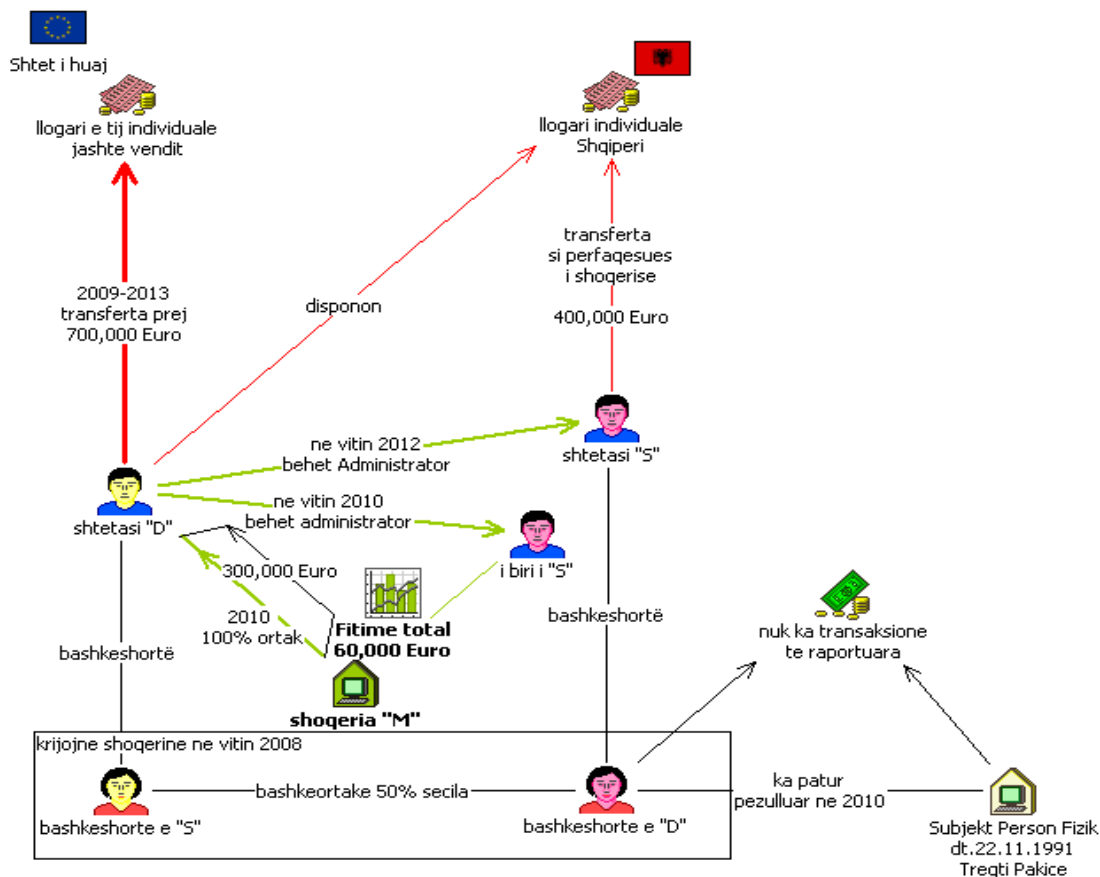 Shtet i huaj
llogari e tij individuale
jashte vendit
llogari individuale
Shqiperi
transferta
si perfaqesues
i shoqerise
400,000 Euro
2009-2013
transferta prej
700,000 Euro
disponon
ne vitin 2012
behet Administrator
shtetasi "S"
shtetasi "D"
ne vitin 2010
behet administrator
i biri i "S"
300,000 Euro
2010
100% ortak
Fitime total
60,000 Euro
shoqeria "M"
bashkeshortë
bashkeshortë
nuk ka transaksione
te raportuara
krijojne shoqerine ne vitin 2008
bashkeortake 50% secila
bashkeshorte e "S"
bashkeshorte e "D"
ka patur
pezulluar ne 2010
Subjekt Person Fizik
dt.22.11.1991
Tregti Pakice